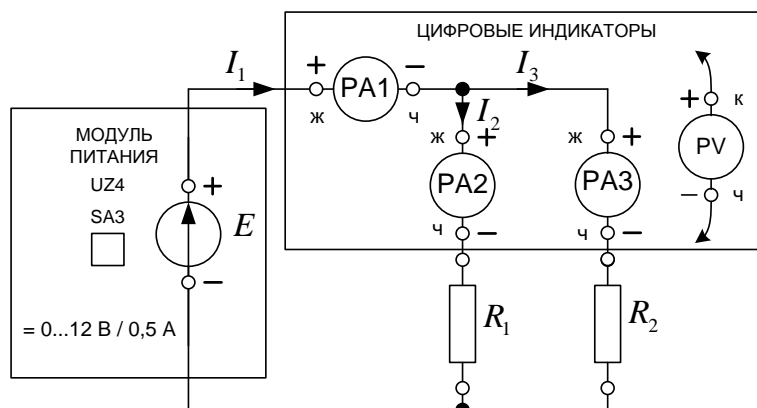 ЦИФРОВЫЕ ИНДИКАТОРЫ
I₁
+
PA1
−
I₃
ж
ч
I₂
+
к
МОДУЛЬ
ПИТАНИЯ
ж
+
ж
+
PV
UZ4
+
PA2
PA3
−
ч
SA3
E
ч
−
ч
−
−
R₁
R₂
= 0...12 В / 0,5 А